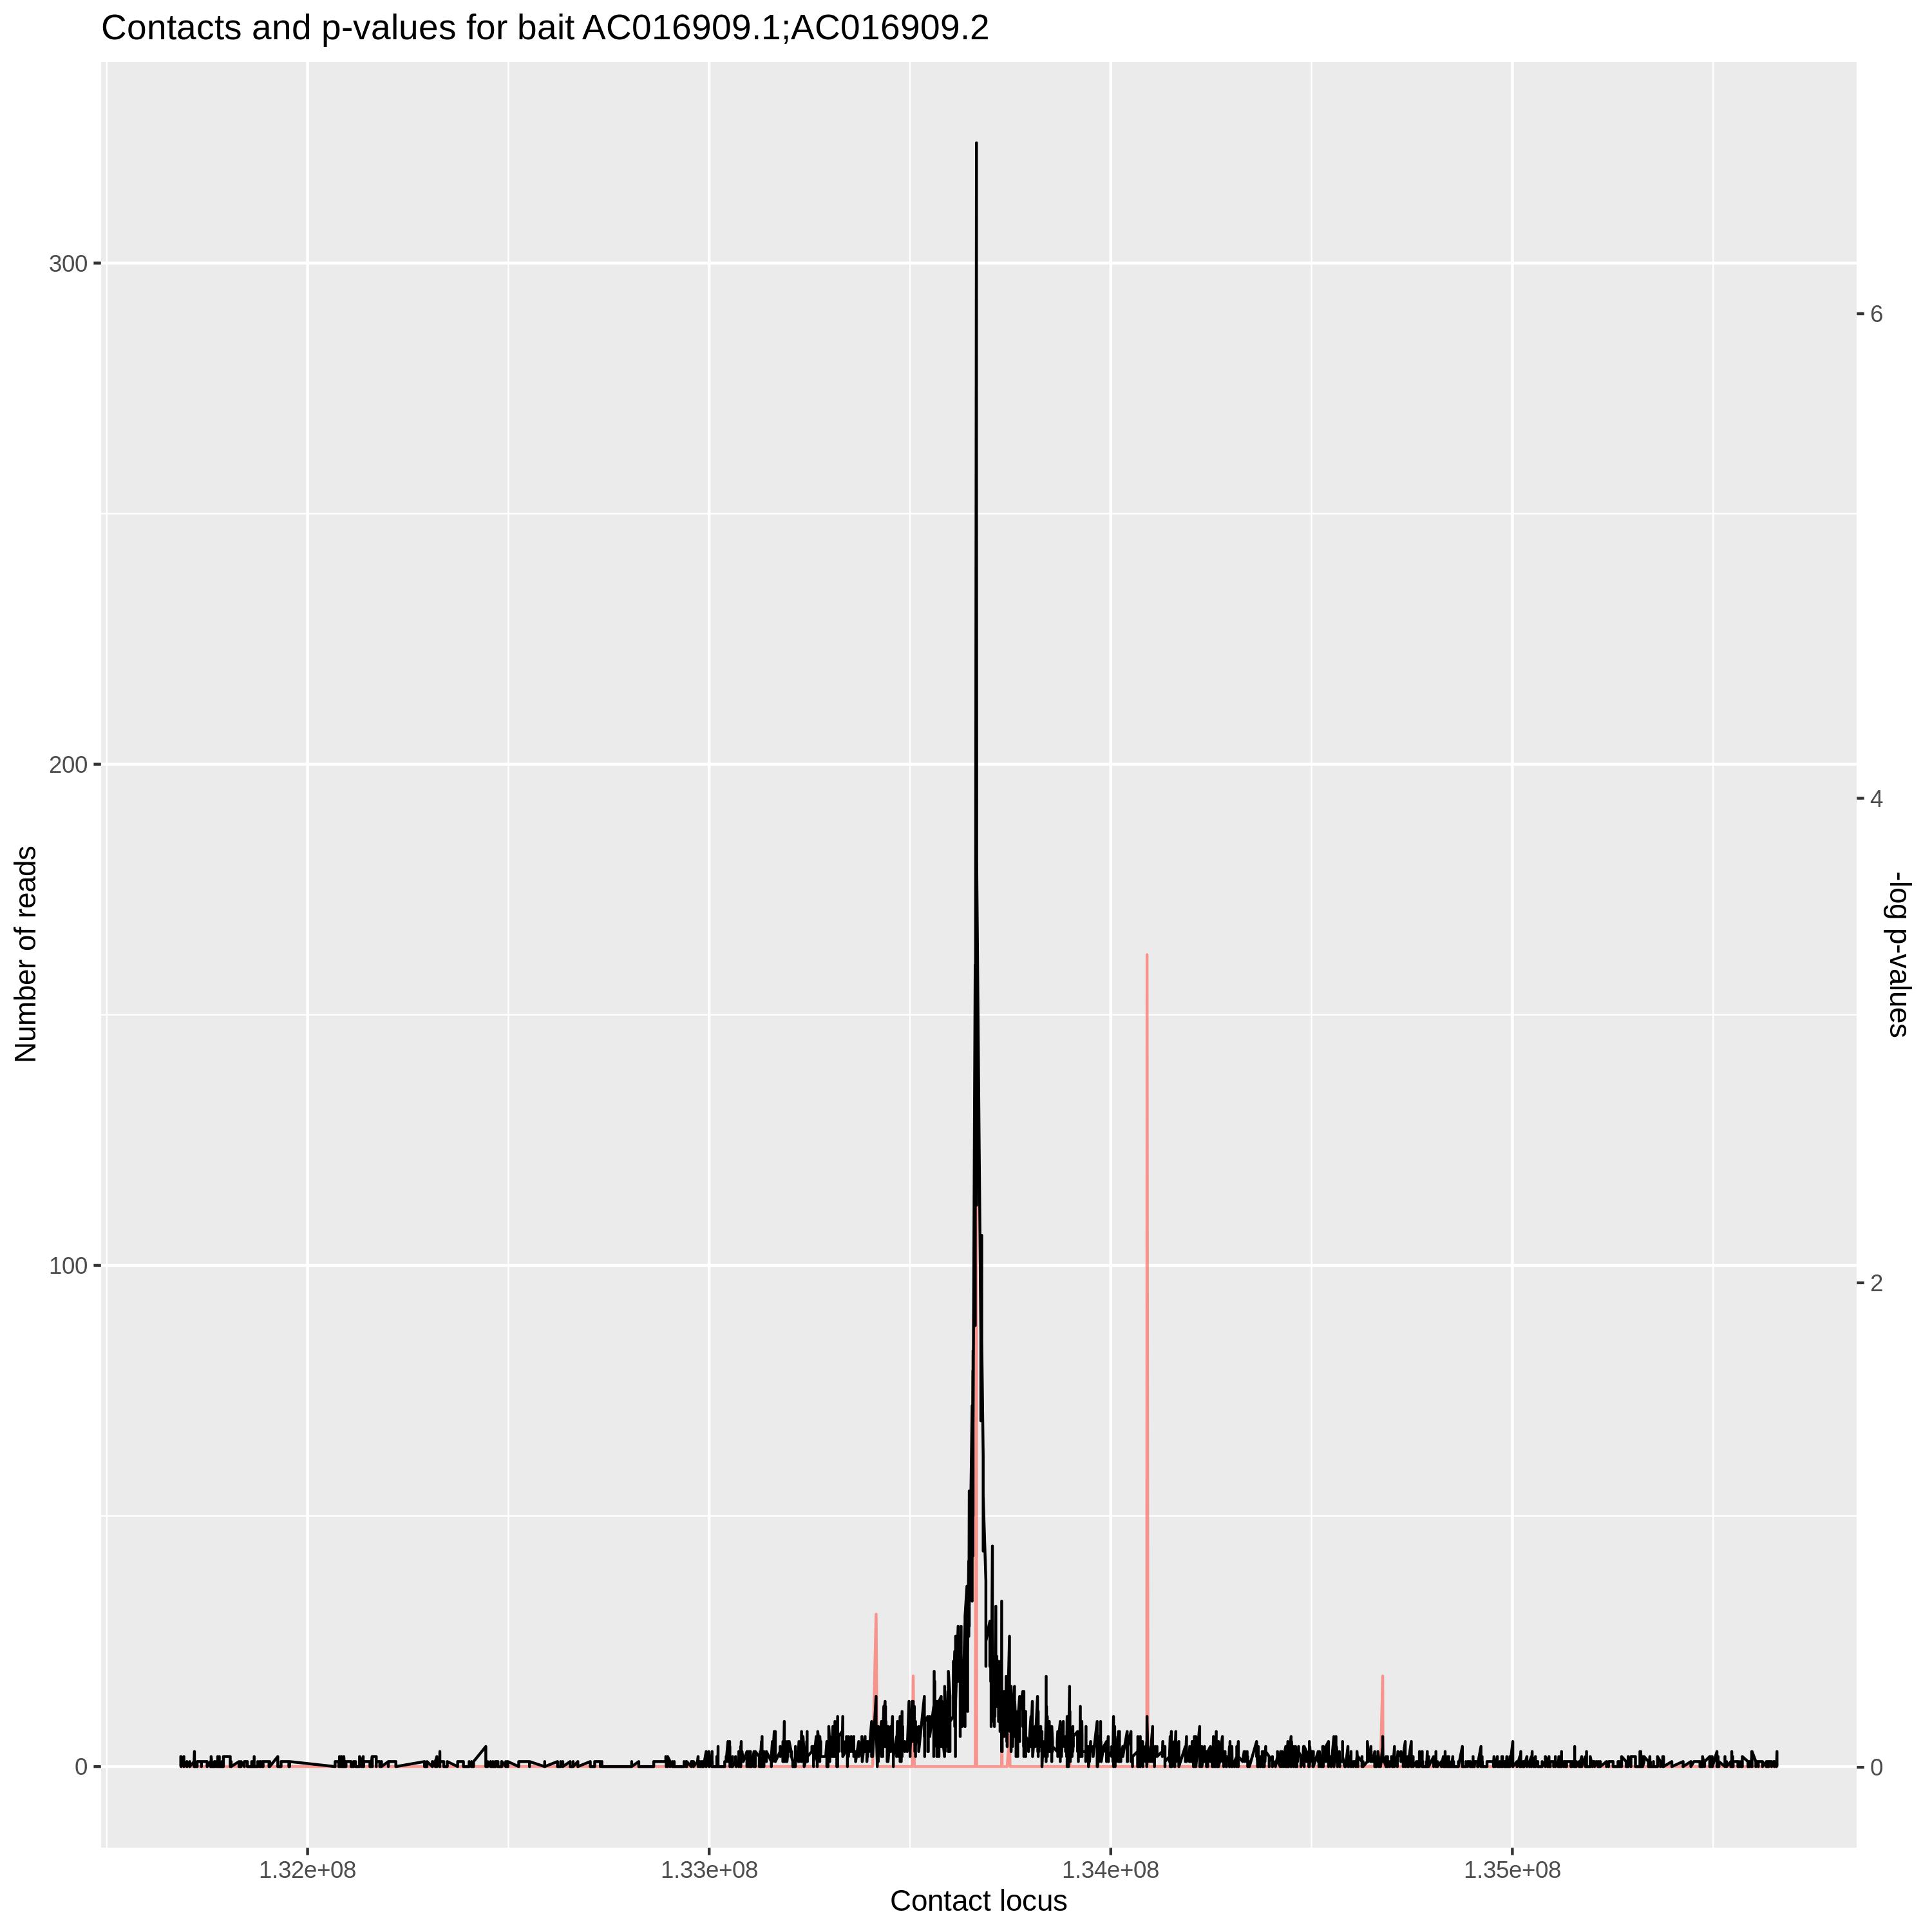 Contacts and p-values for bait AC016909.1;AC016909.2
300
200
100
0
6
4
2
0
Number of reads
-log p-values
1.32e+08
1.33e+08
1.34e+08
1.35e+08
Contact locus